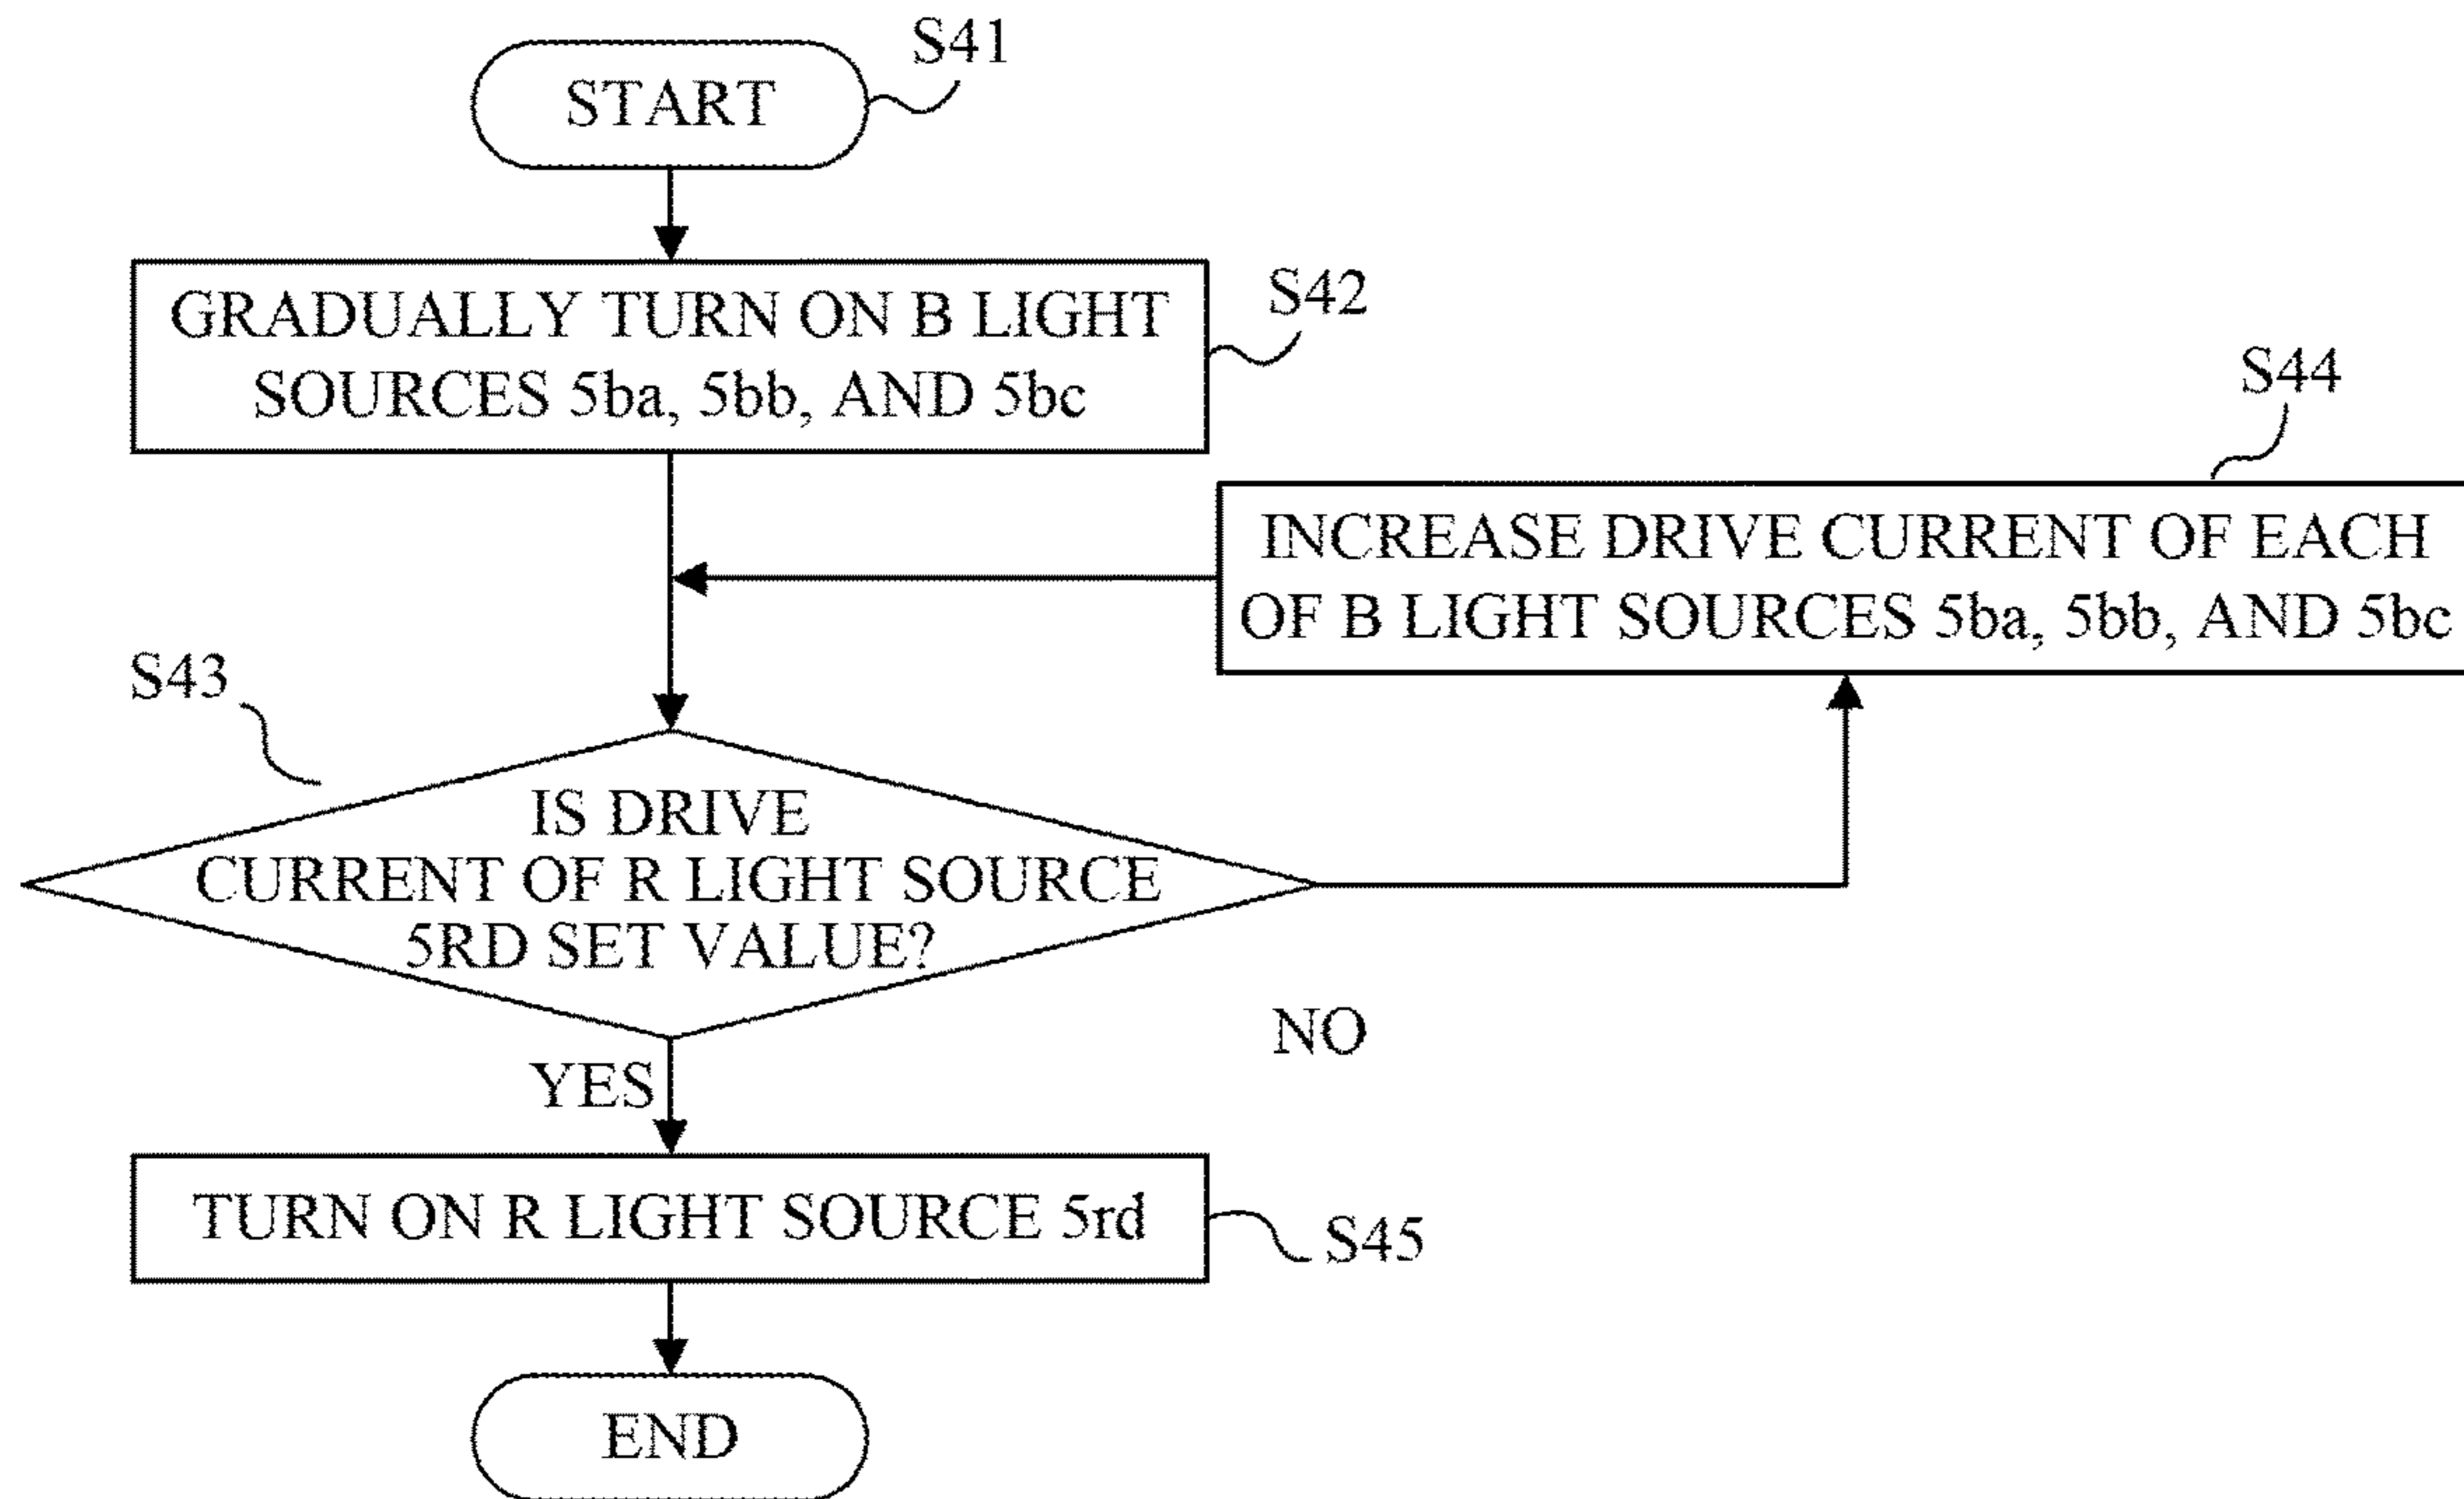 S41
START
GRADUALLY TURN ON B LIGHT
SOURCES 5ba, 5bb, AND 5bc
S42
S44
INCREASE DRIVE CURRENT OF EACH
OF B LIGHT SOURCES 5ba, 5bb, AND 5bc
S43
IS DRIVE
CURRENT OF R LIGHT SOURCE
5RD SET VALUE?
NO
YES
TURN ON R LIGHT SOURCE 5rd
S45
END